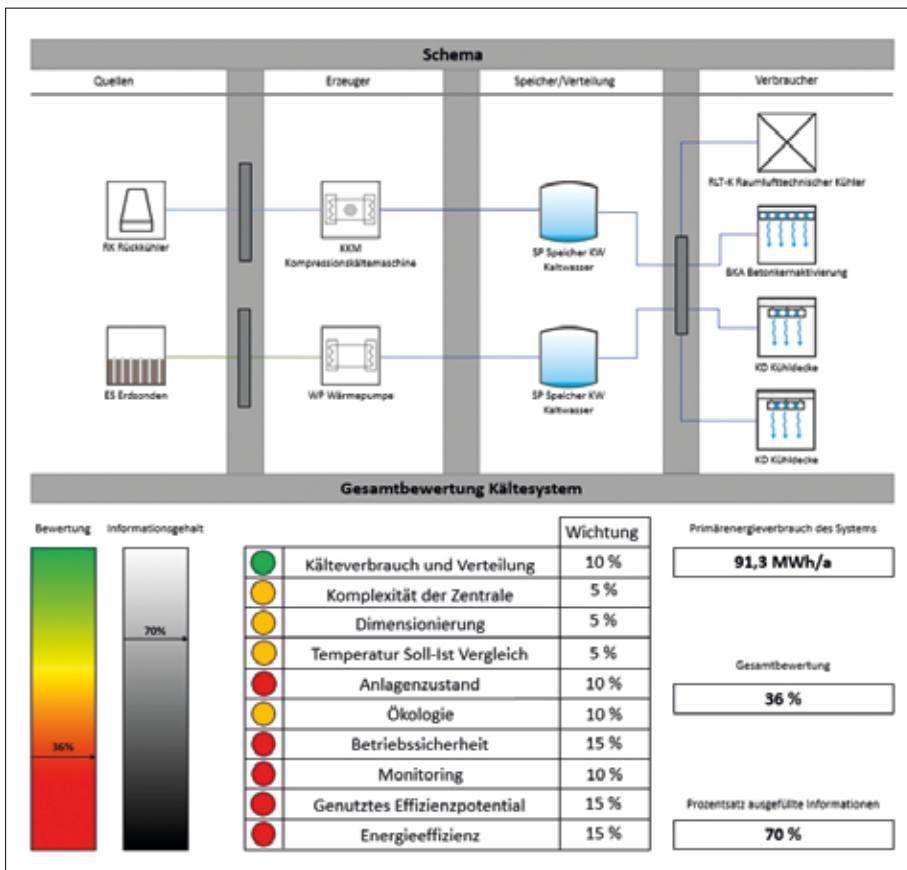 Schema
Quellen
Erzeuger
Speicher/Verteilung
Verbraucher
RK Rückkühler
KKM
Kompressionskältemaschine
SP Speicher KW
Kaltwasser
RLT-K Raumlufttechnischer Kühler
BKA Betonkernaktivierung
ES Erdsonden
WP Wärmepumpe
SP Speicher KW
Kaltwasser
KD Kühldecke
KD Kühldecke
Gesamtbewertung Kältesystem
Bewertung
36%
Informationsgehalt
70%
Wichtung
Kälteverbrauch und Verteilung 10 %
Komplexität der Zentrale 5 %
Dimensionierung 5 %
Temperatur Soll-Ist Vergleich 5 %
Anlagenzustand 10 %
Ökologie 10 %
Betriebssicherheit 15 %
Monitoring 10 %
Genutztes Effizienzpotential 15 %
Energieeffizienz 15 %
Primärenergieverbrauch des Systems
91,3 MWh/a
Gesamtbewertung
36 %
Prozentsatz ausgefüllte Informationen
70 %